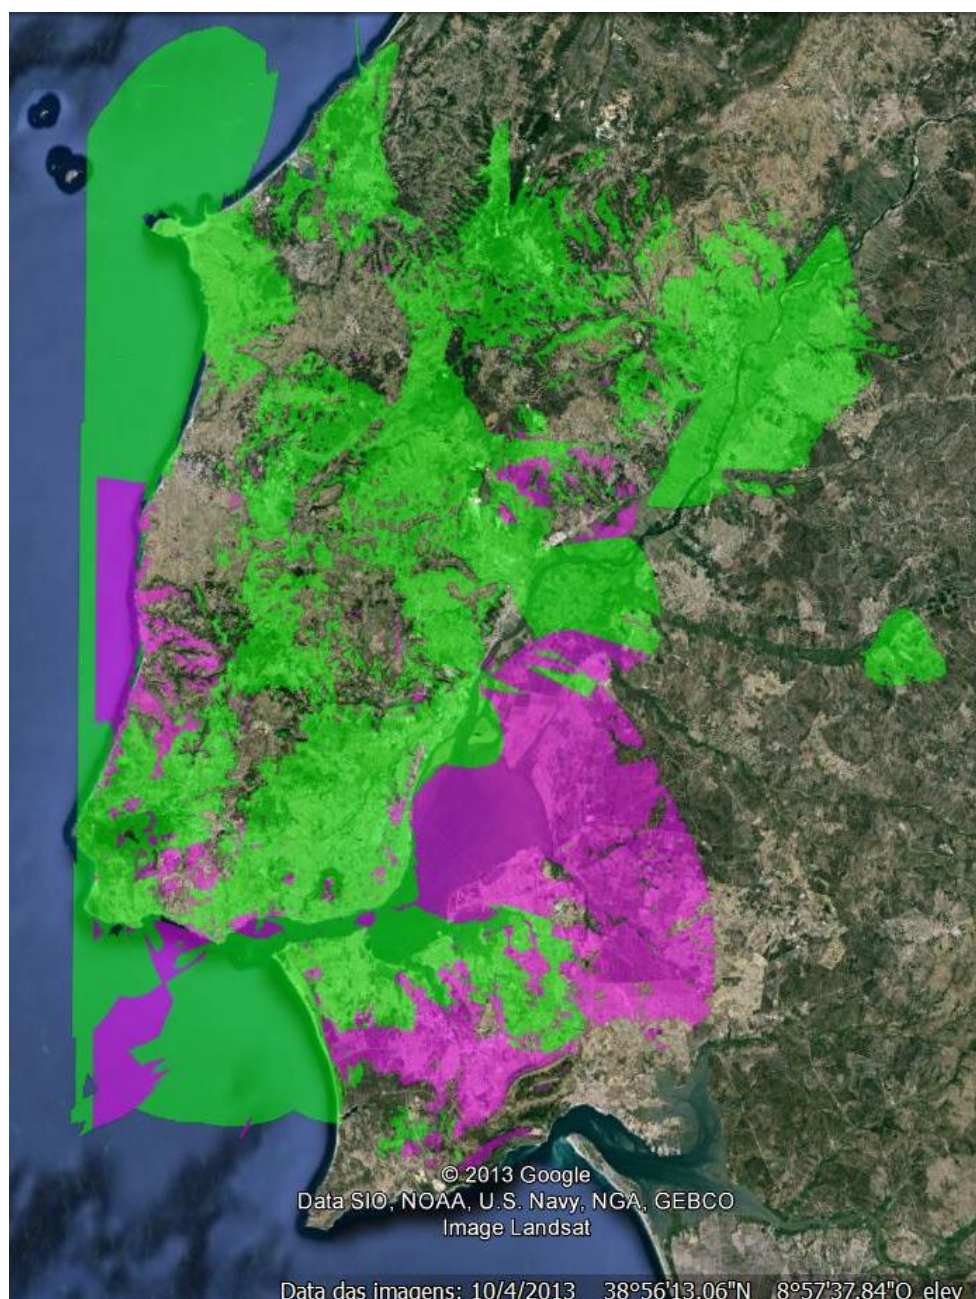 © 2013 Google
Data SIO, NOAA, U.S. Navy, NGA, GEBCO
Image Landsat
Data das imagens: 10/4/2013 38°56'13.06"N 8°57'37.84"O elev